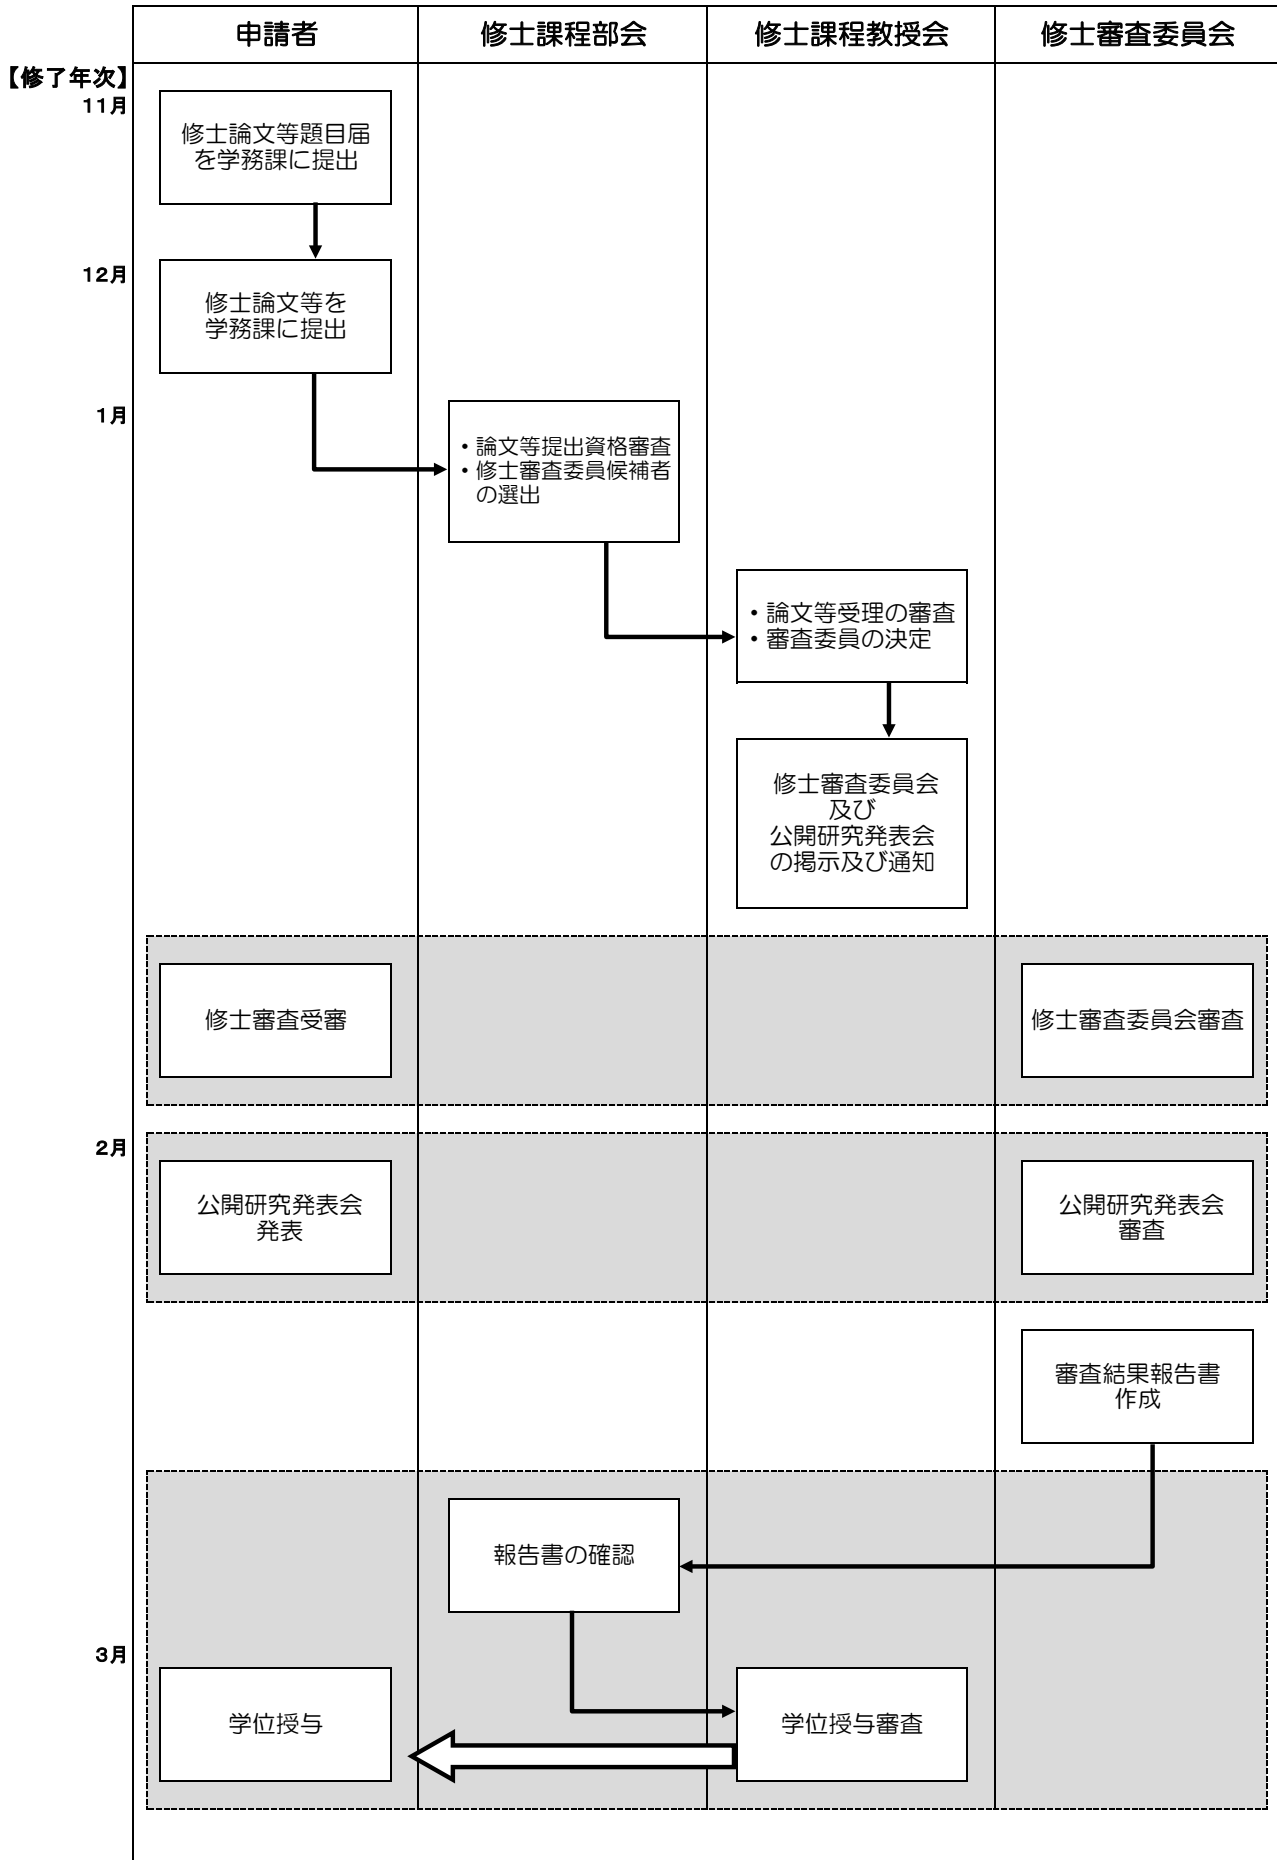 申請者
修士課程部会
修士課程教授会
修士審査委員会
【修了年次】
11月
修士論文等題目届
を学務課に提出
12月
修士論文等を
学務課に提出
1月
・論文等提出資格審査
・修士審査委員候補者
の選出
・論文等受理の審査
・審査委員の決定
修士審査委員会
及び
公開研究発表会
の掲示及び通知
修士審査受審
修士審査委員会審査
2月
公開研究発表会
発表
公開研究発表会
審査
審査結果報告書
作成
報告書の確認
3月
学位授与
学位授与審査